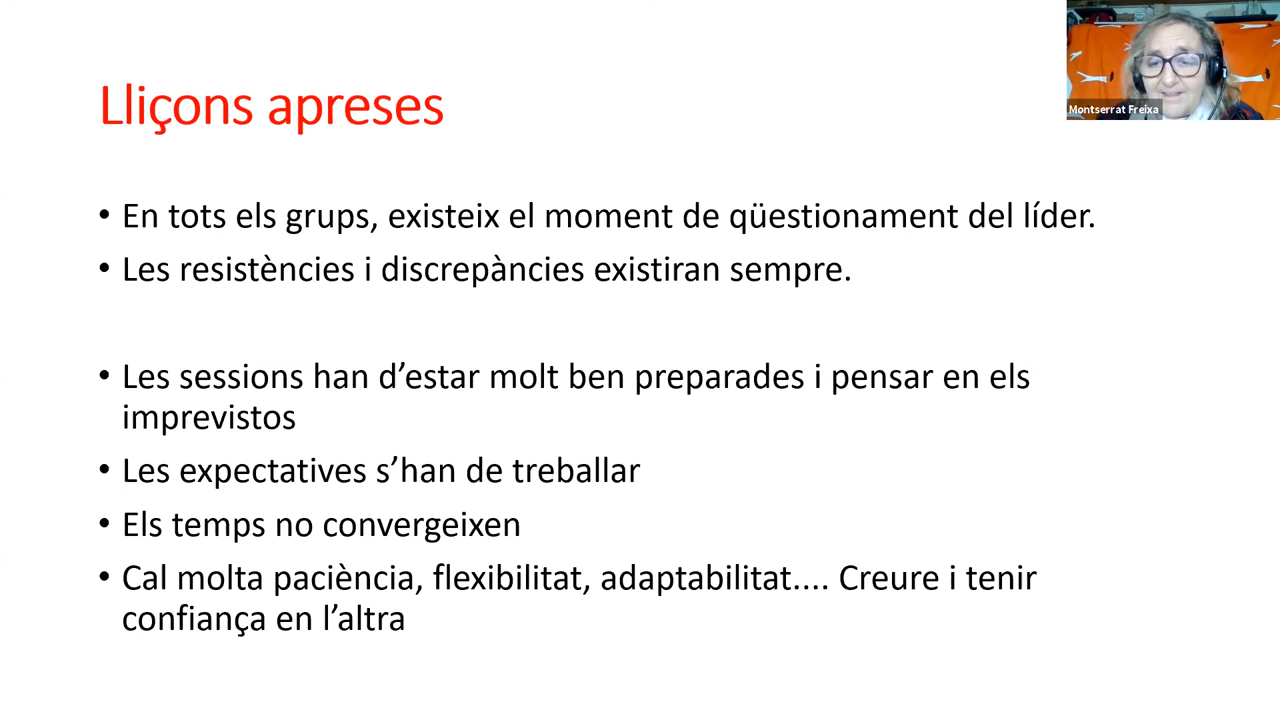 Lliçons apreses
Montserrat Freixa
• En tots els grups, existeix el moment de qüestionament del líder.
• Les resistències i discrepàncies existiran sempre.
• Les sessions han d’estar molt ben preparades i pensar en els
imprevistos
• Les expectatives s’han de treballar
• Els temps no convergeixen
• Cal molta paciència, flexibilitat, adaptabilitat.... Creure i tenir
confiança en l’altra